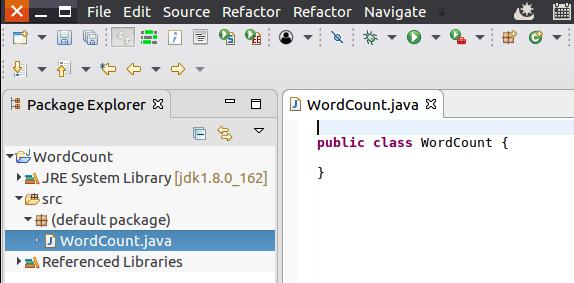 File Edit Source Refactor Refactor Navigate
Package Explorer
WordCount.java
WordCount
JRE System Library [jdk1.8.0_162]
src
(default package)
WordCount.java
Referenced Libraries
public class WordCount {
}